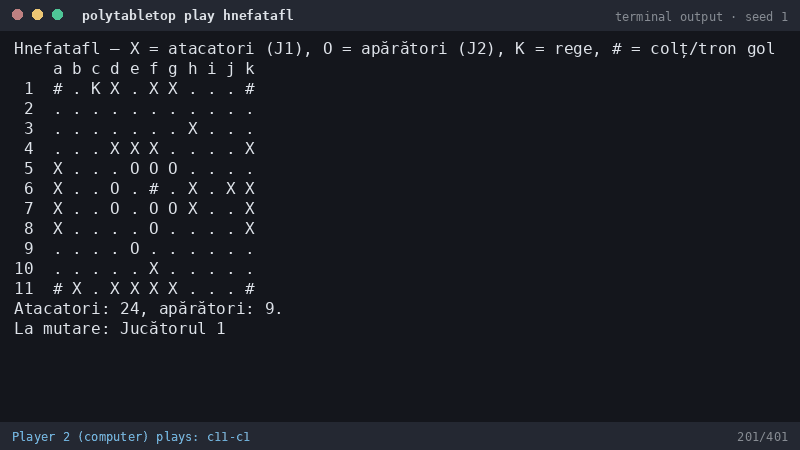 polytabletop play hnefatafl
terminal output · seed 1
Hnefatafl — X = atacatori (J1), O = apărători (J2), K = rege, # = colț/tron gol
    a b c d e f g h i j k
 1  # . K X . X X . . . #
 2  . . . . . . . . . . .
 3  . . . . . . . X . . .
 4  . . . X X X . . . . X
 5  X . . . O O O . . . .
 6  X . . O . # . X . X X
 7  X . . O . O O X . . X
 8  X . . . . O . . . . X
 9  . . . . O . . . . . .
10  . . . . . X . . . . .
11  # X . X X X X . . . #
Atacatori: 24, apărători: 9.
La mutare: Jucătorul 1
Player 2 (computer) plays: c11-c1
201/401